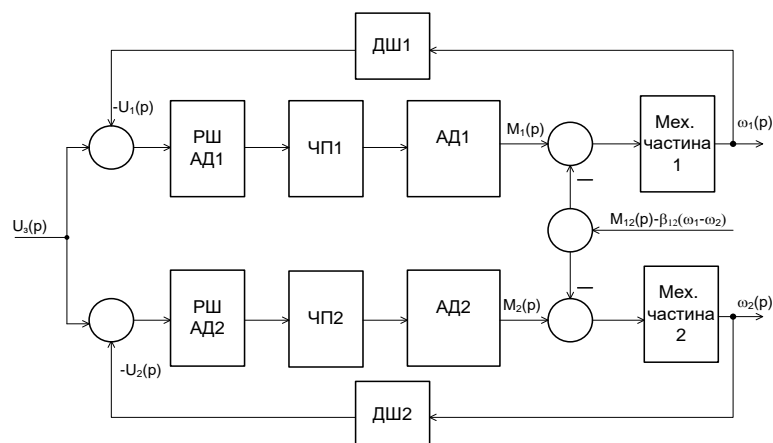 ДШ1
-U₁(p)
РШ
АД1
ЧП1
АД1
M₁(p)
Мех.
частина
1
ω₁(p)
Uз(p)
M₁₂(p)-β₁₂(ω₁-ω₂)
РШ
АД2
ЧП2
АД2
M₂(p)
Мех.
частина
2
ω₂(p)
-U₂(p)
ДШ2